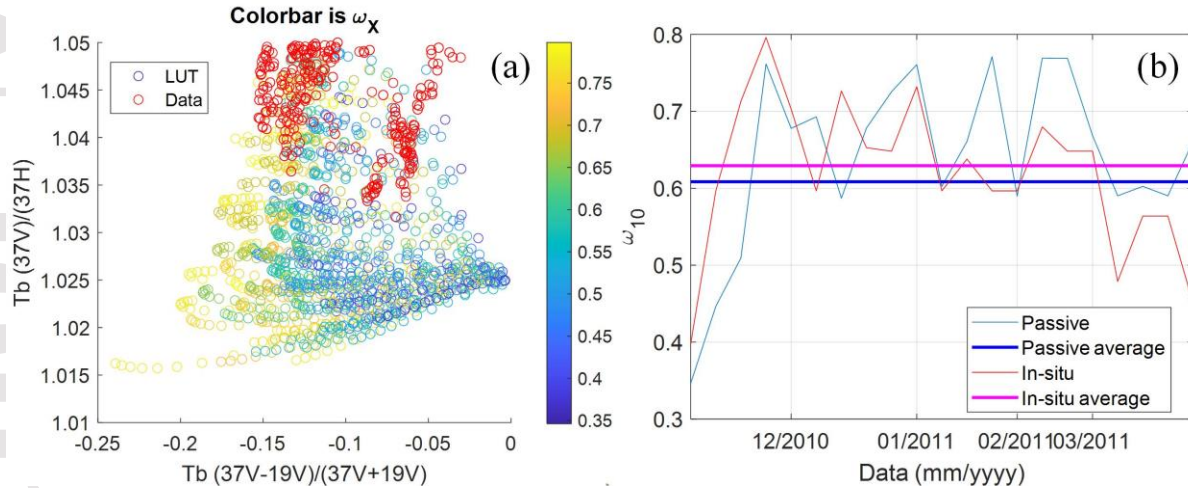 Colorbar is ωX
(a)
LUT
Data
1.05
1.045
1.04
1.035
1.03
1.025
1.02
1.015
1.01
Tb (37V)/(37H)
-0.25
-0.2
-0.15
-0.1
-0.05
0
Tb (37V-19V)/(37V+19V)
0.75
0.7
0.65
0.6
0.55
0.5
0.45
0.4
0.35
(b)
0.8
0.7
0.6
0.5
0.4
0.3
ω10
Passive
Passive average
In-situ
In-situ average
12/2010
01/2011
02/2011
03/2011
Data (mm/yyyy)